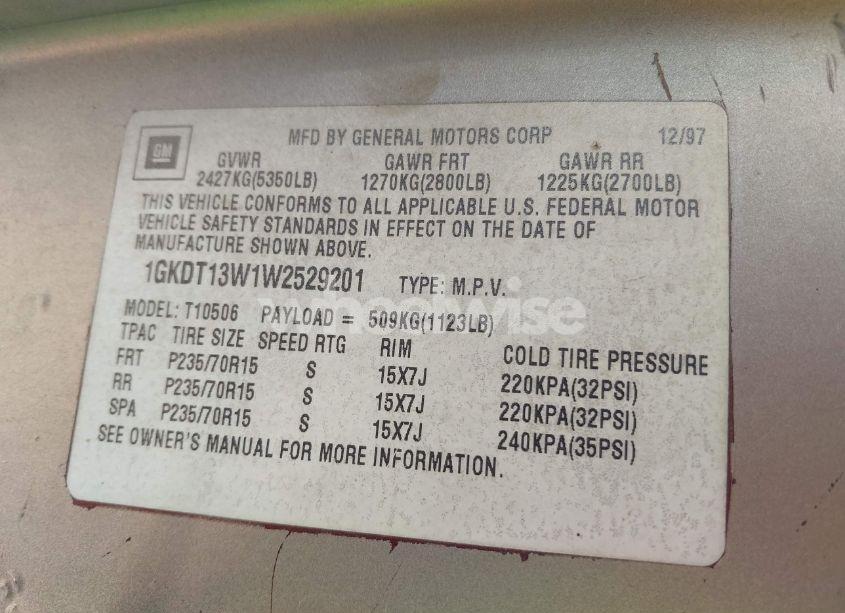 GM
MFD BY GENERAL MOTORS CORP 12/97
GVWR GAWR FRT GAWR RR
2427KG(5350LB) 1270KG(2800LB) 1225KG(2700LB)
THIS VEHICLE CONFORMS TO ALL APPLICABLE U.S. FEDERAL MOTOR
VEHICLE SAFETY STANDARDS IN EFFECT ON THE DATE OF
MANUFACTURE SHOWN ABOVE.
1GKDT13W1W2529201 TYPE: M.P.V.
wheelwise
MODEL: T10506 PAYLOAD = 509KG(1123LB)
TPAC TIRE SIZE SPEED RTG RIM COLD TIRE PRESSURE
FRT P235/70R15 S 15X7J 220KPA(32PSI)
RR P235/70R15 S 15X7J 220KPA(32PSI)
SPA P235/70R15 S 15X7J 240KPA(35PSI)
SEE OWNER'S MANUAL FOR MORE INFORMATION.